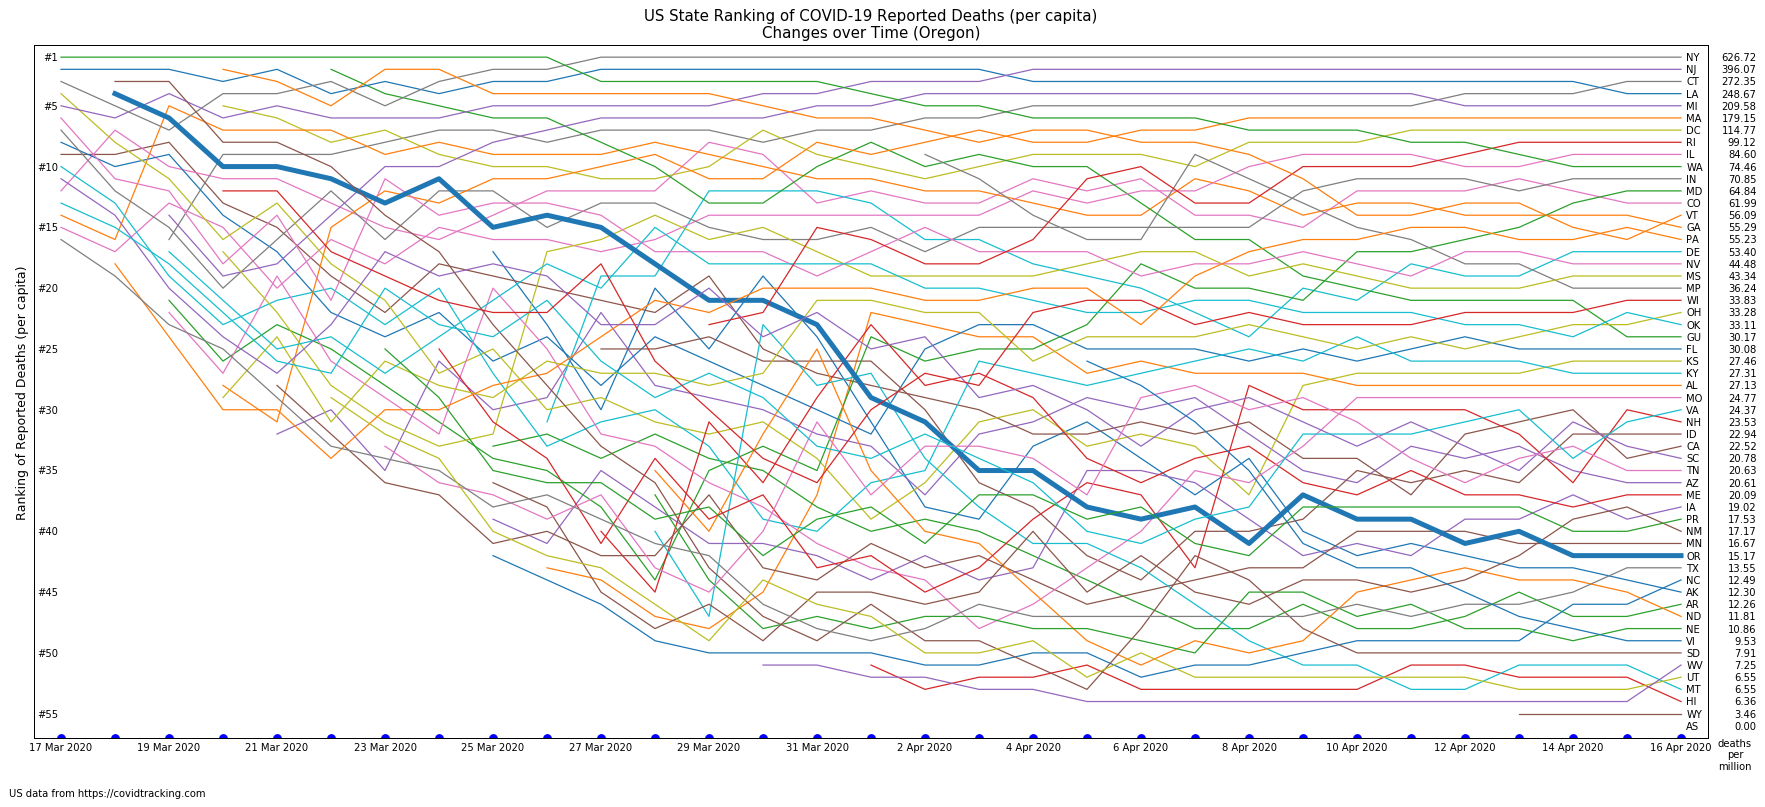 US State Ranking of COVID-19 Reported Deaths (per capita)
Changes over Time (Oregon)
Ranking of Reported Deaths (per capita)
#1
#5
#10
#15
#20
#25
#30
#35
#40
#45
#50
#55
NY 626.72
NJ 396.07
CT 272.35
LA 248.67
MI 209.58
MA 179.15
DC 114.77
RI 99.12
IL 84.60
WA 74.46
IN 70.85
MD 64.84
CO 61.99
VT 56.09
GA 55.29
PA 55.23
DE 53.40
NV 44.48
MS 43.34
MP 36.24
WI 33.83
OH 33.28
OK 33.11
GU 30.17
FL 30.08
KS 27.46
KY 27.31
AL 27.13
MO 24.77
VA 24.37
NH 23.53
ID 22.94
CA 22.52
SC 20.78
TN 20.63
AZ 20.61
ME 20.09
IA 19.02
PR 17.53
NM 17.17
MN 16.67
OR 15.17
TX 13.55
NC 12.49
AK 12.30
AR 12.26
ND 11.81
NE 10.86
VI 9.53
SD 7.91
WV 7.25
UT 6.55
MT 6.55
HI 6.36
WY 3.46
AS 0.00
17 Mar 2020 19 Mar 2020 21 Mar 2020 23 Mar 2020 25 Mar 2020 27 Mar 2020 29 Mar 2020 31 Mar 2020 2 Apr 2020 4 Apr 2020 6 Apr 2020 8 Apr 2020 10 Apr 2020 12 Apr 2020 14 Apr 2020 16 Apr 2020
deaths
per
million
US data from https://covidtracking.com